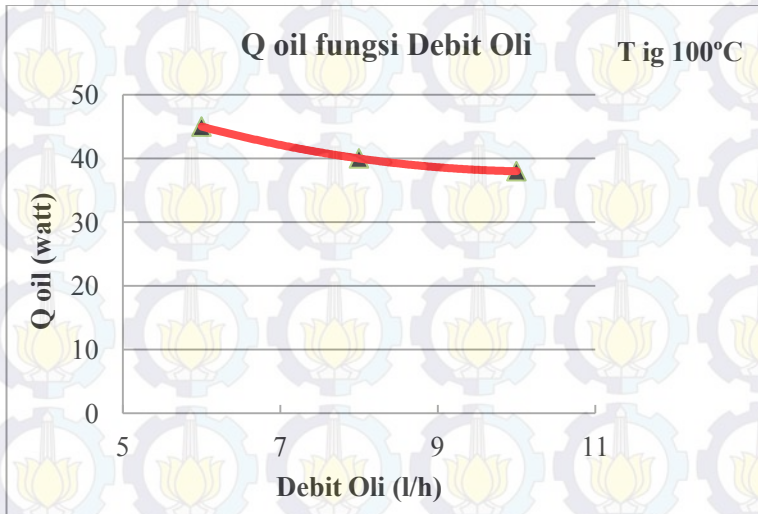 Q oil fungsi Debit Oli
T ig 100°C
50
40
30
20
10
0
Q oil (watt)
5 7 9 11
Debit Oli (l/h)